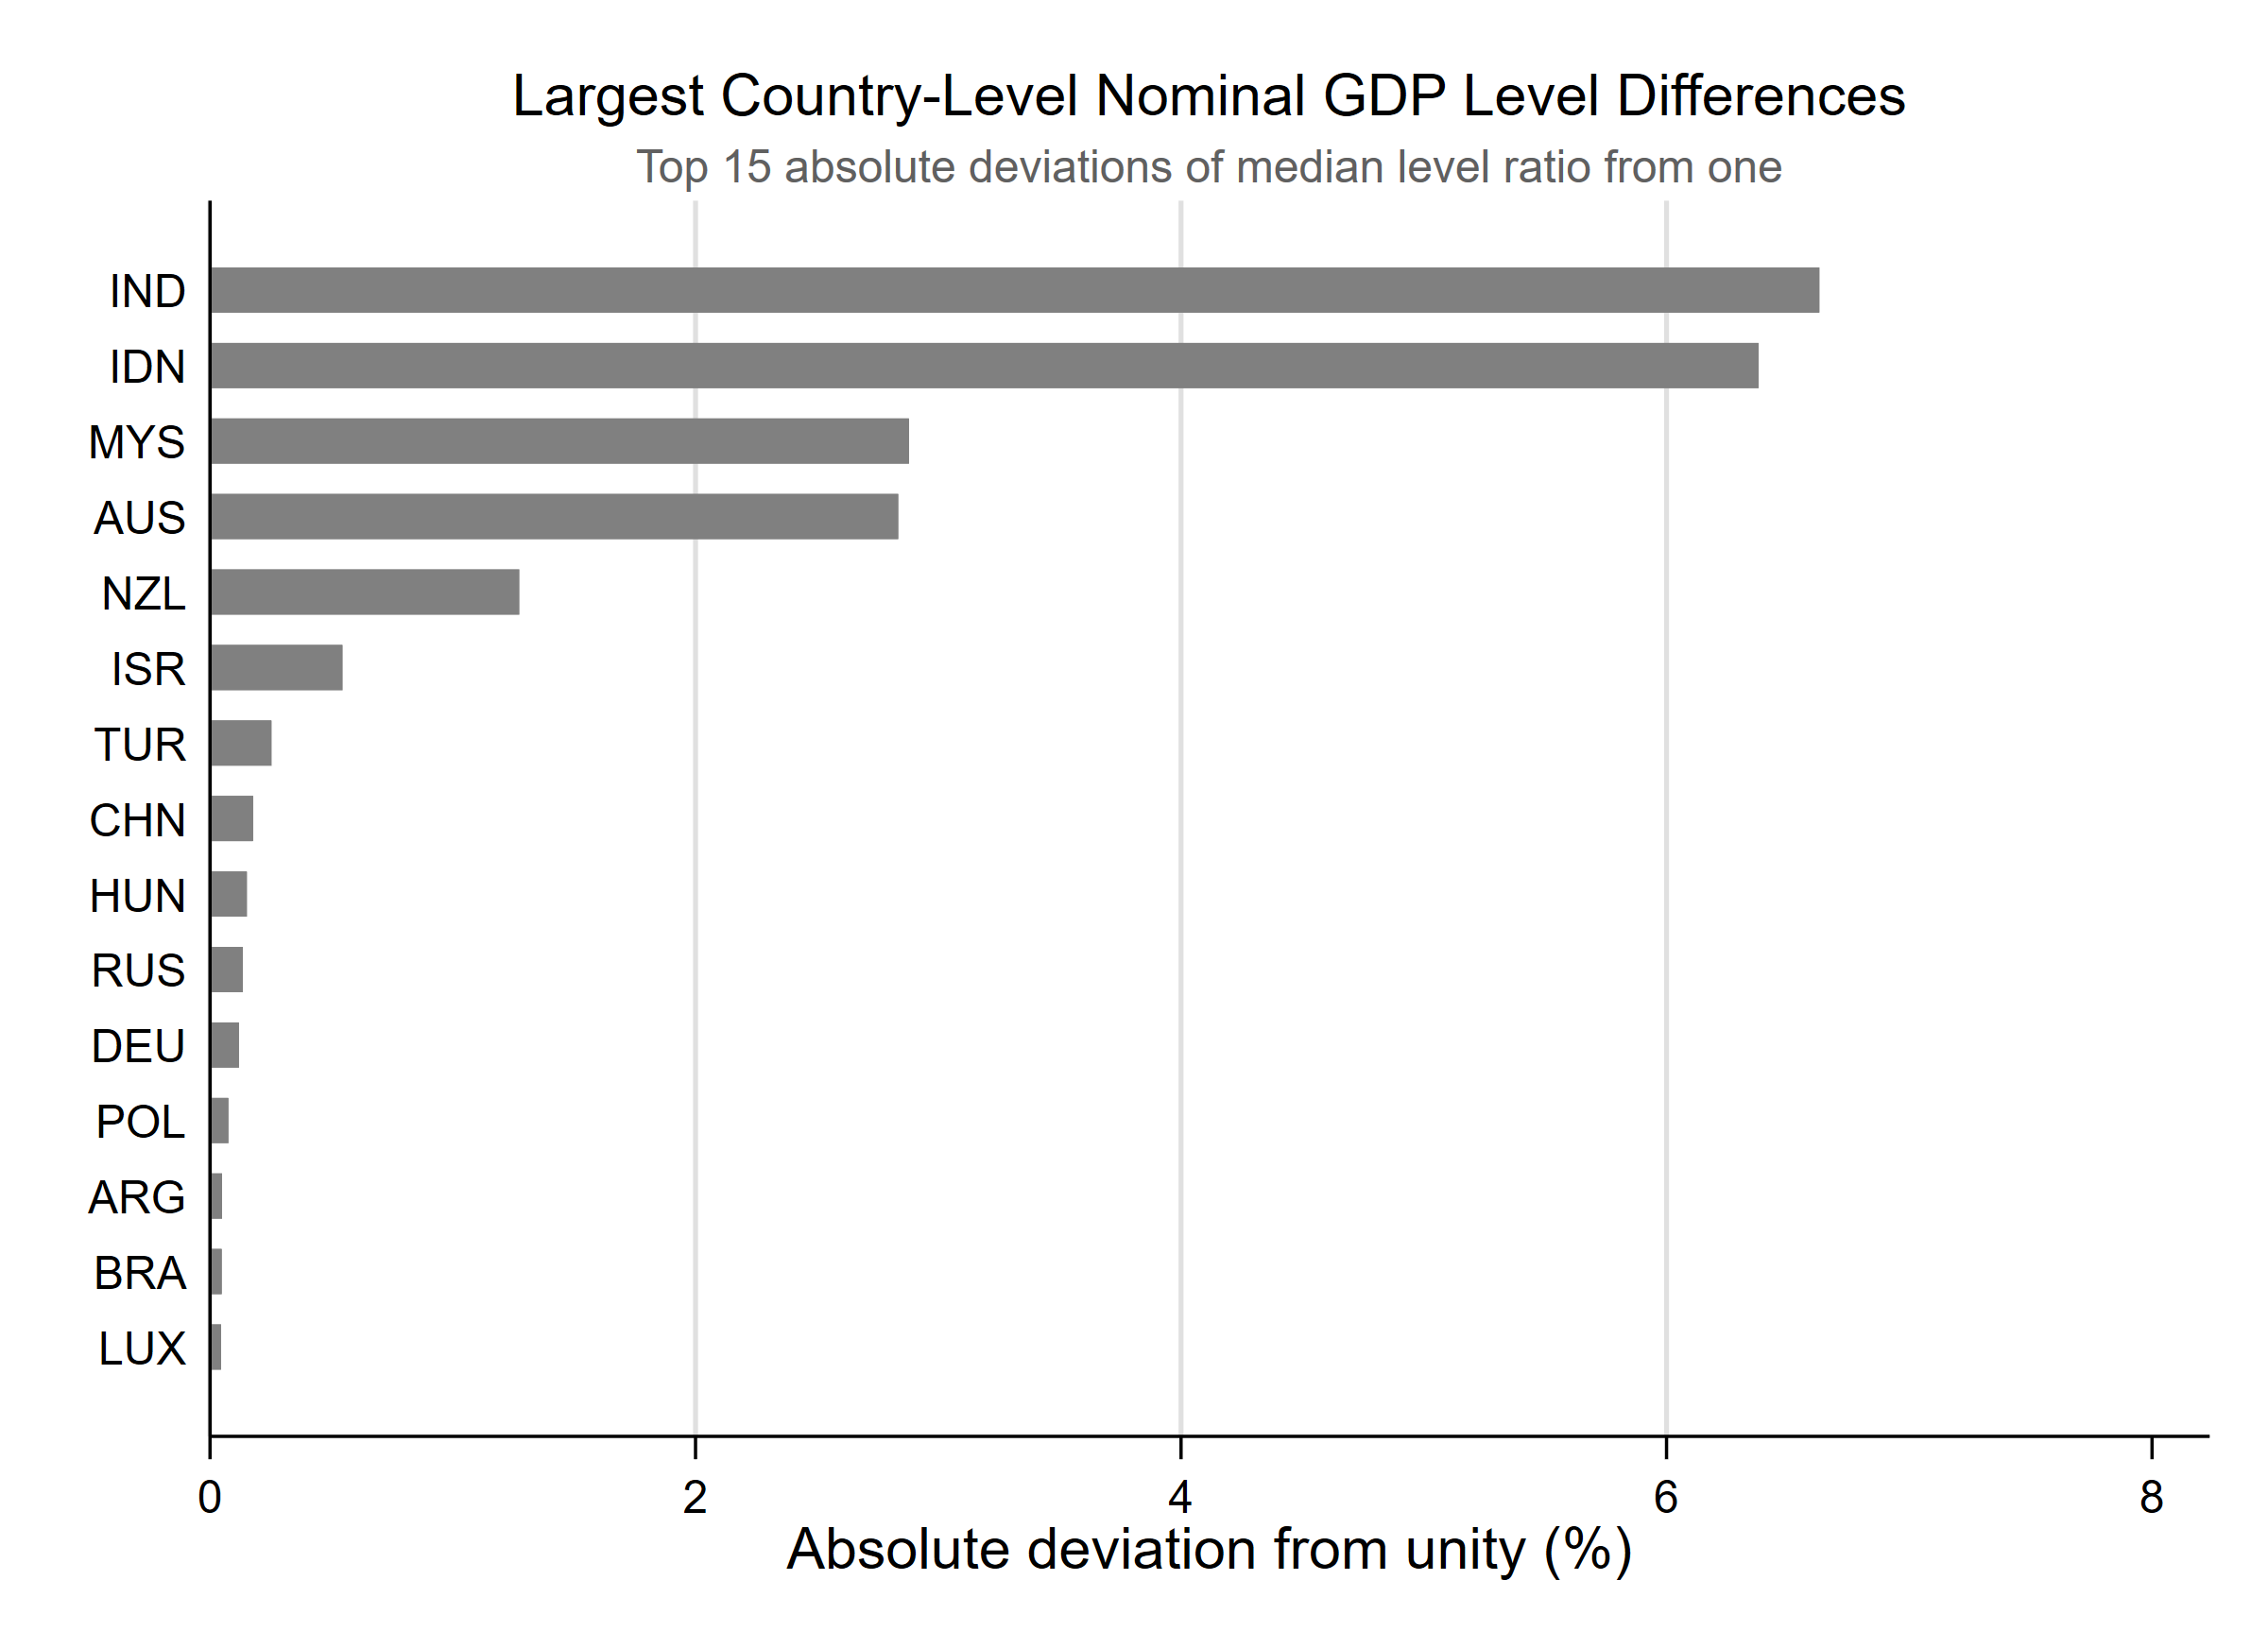 Largest Country-Level Nominal GDP Level Differences
Top 15 absolute deviations of median level ratio from one
IND
IDN
MYS
AUS
NZL
ISR
TUR
CHN
HUN
RUS
DEU
POL
ARG
BRA
LUX
0 2 4 6 8
Absolute deviation from unity (%)